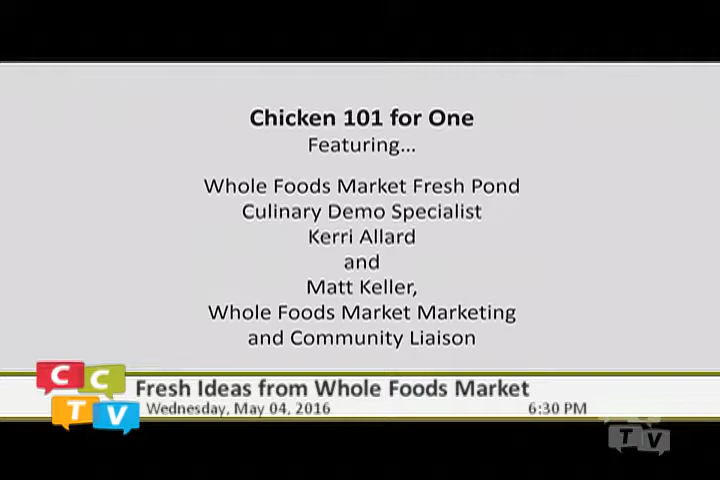 Chicken 101 for One
Featuring...
Whole Foods Market Fresh Pond
Culinary Demo Specialist
Kerri Allard
and
Matt Keller,
Whole Foods Market Marketing
and Community Liaison
C C
T V
Fresh Ideas from Whole Foods Market
Wednesday, May 04, 2016 6:30 PM
T V